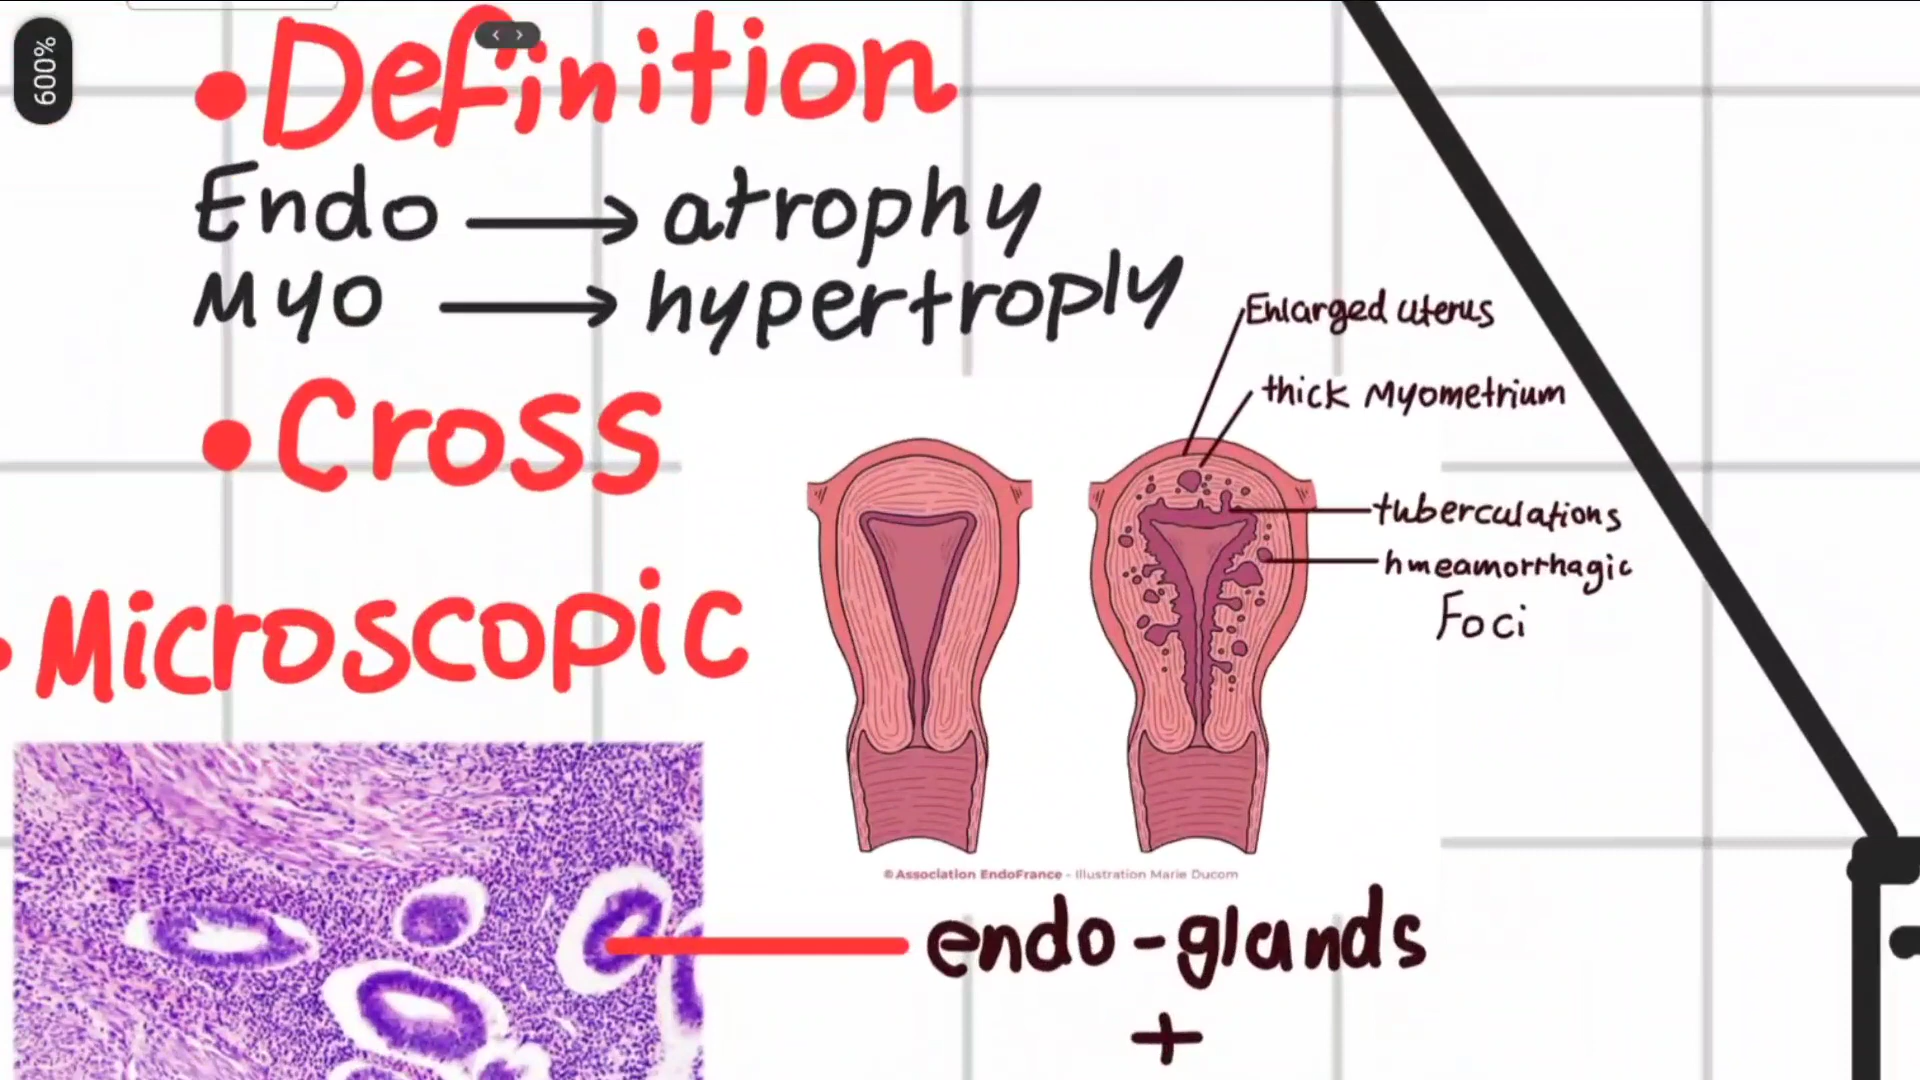 600%
< >
•Definition
Endo → atrophy
Myo → hypertroply
•Cross
Enlarged uterus
thick Myometrium
tuberculations
hmeamorrhagic
Foci
•Microscopic
©Association EndoFrance - Illustration Marie Ducom
endo-glands
+